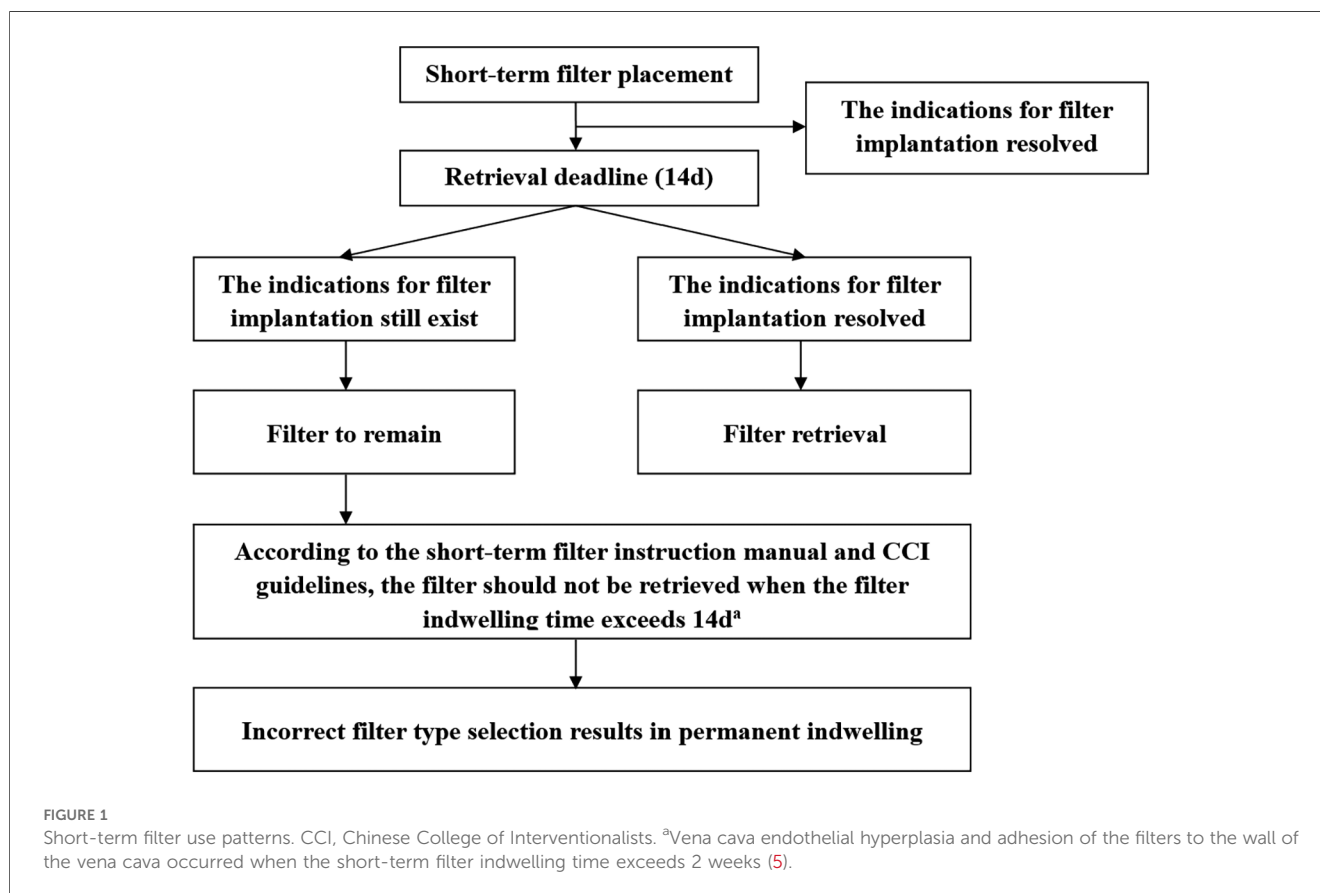 Short-term filter placement
The indications for filter
implantation resolved
Retrieval deadline (14d)
The indications for filter
implantation still exist
The indications for filter
implantation resolved
Filter to remain
Filter retrieval
According to the short-term filter instruction manual and CCI
guidelines, the filter should not be retrieved when the filter
indwelling time exceeds 14dᵃ
Incorrect filter type selection results in permanent indwelling
FIGURE 1
Short-term filter use patterns. CCI, Chinese College of Interventionalists. ᵃVena cava endothelial hyperplasia and adhesion of the filters to the wall of
the vena cava occurred when the short-term filter indwelling time exceeds 2 weeks (5).